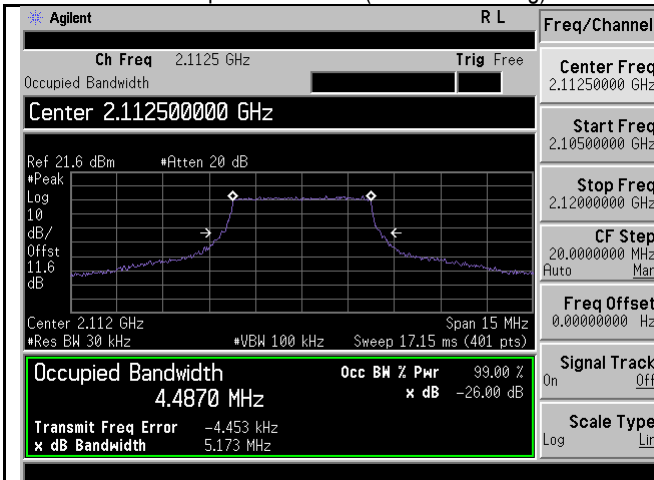 Agilent R L
Ch Freq 2.1125 GHz Trig Free
Occupied Bandwidth
Center 2.112500000 GHz
Ref 21.6 dBm #Atten 20 dB
#Peak
Log
10
dB/
Offst
11.6
dB
Center 2.112 GHz Span 15 MHz
#Res BW 30 kHz #VBW 100 kHz Sweep 17.15 ms (401 pts)
Occupied Bandwidth Occ BW % Pwr 99.00 %
4.4870 MHz x dB -26.00 dB
Transmit Freq Error -4.453 kHz
x dB Bandwidth 5.173 MHz
Freq/Channel
Center Freq
2.11250000 GHz
Start Freq
2.10500000 GHz
Stop Freq
2.12000000 GHz
CF Step
20.0000000 MHz
Auto Man
Freq Offset
0.00000000 Hz
Signal Track
On Off
Scale Type
Log Lin